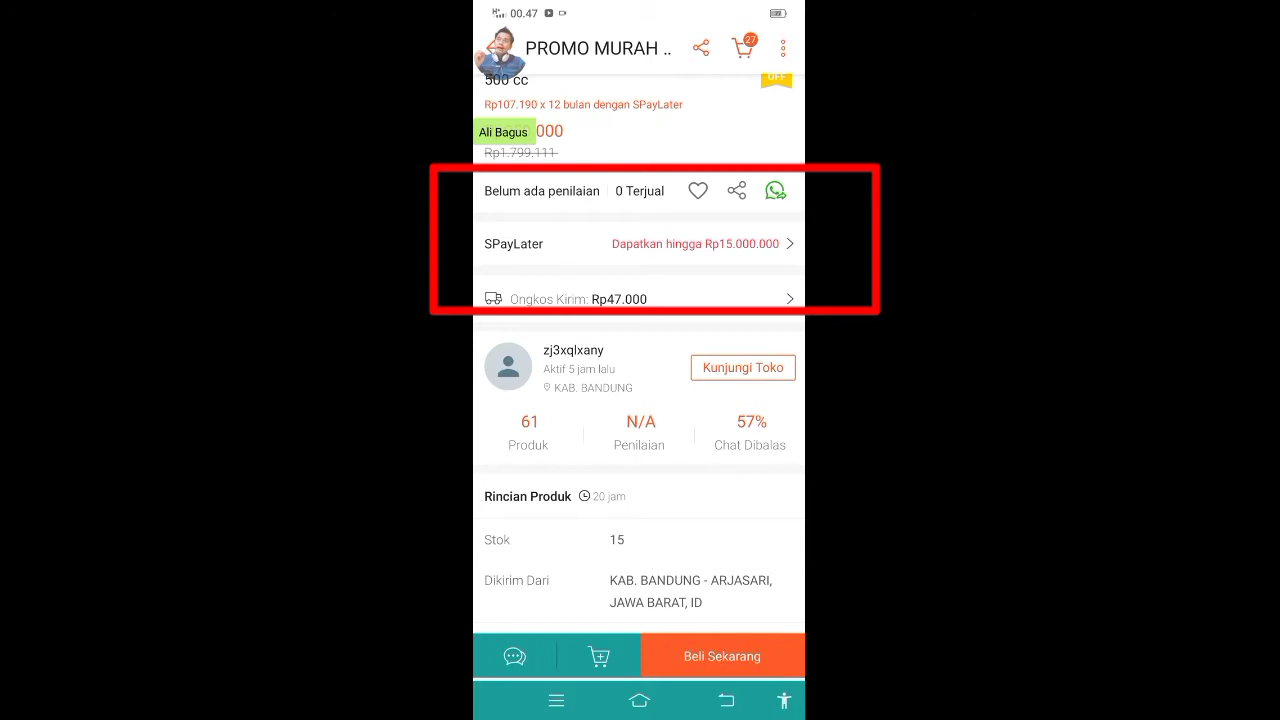 00.47
PROMO MURAH ..
27
500 cc
OFF
Rp107.190 x 12 bulan dengan SPayLater
Ali Bagus
000
Rp1.799.111
Belum ada penilaian
0 Terjual
SPayLater
Dapatkan hingga Rp15.000.000
Ongkos Kirim: Rp47.000
zj3xqlxany
Aktif 5 jam lalu
KAB. BANDUNG
Kunjungi Toko
61
N/A
57%
Produk
Penilaian
Chat Dibalas
Rincian Produk
20 jam
Stok
15
Dikirim Dari
KAB. BANDUNG - ARJASARI,
JAWA BARAT, ID
Beli Sekarang